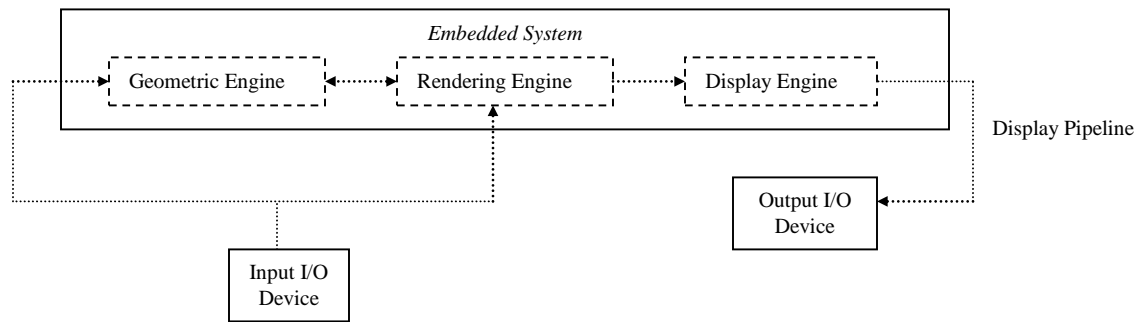 Embedded System
Geometric Engine
Rendering Engine
Display Engine
Display Pipeline
Output I/O
Device
Input I/O
Device